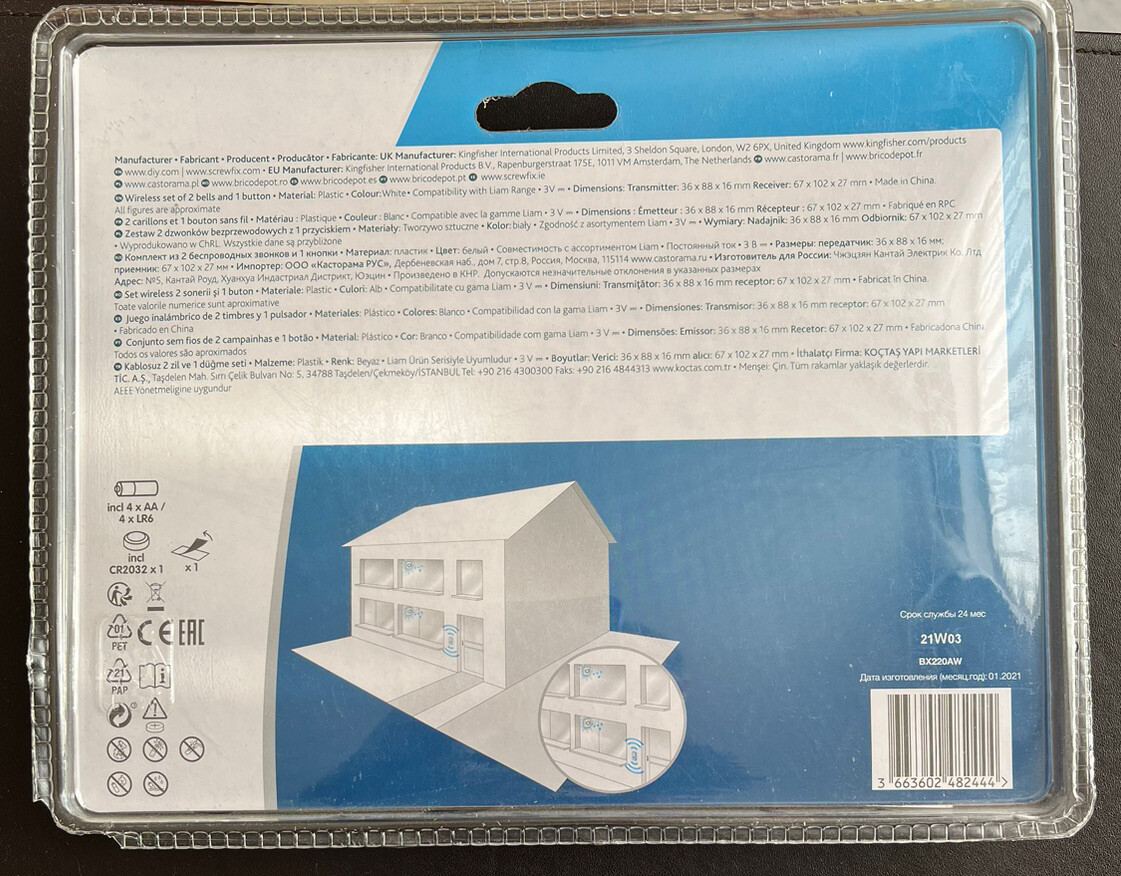 Manufacturer • Fabricant • Producent • Producător • Fabricante: UK Manufacturer: Kingfisher International Products Limited, 3 Sheldon Square, London, W2 6PX, United Kingdom www.kingfisher.com/products
www.diy.com | www.screwfix.com • EU Manufacturer: Kingfisher International Products B.V., Rapenburgerstraat 175E, 1011 VM Amsterdam, The Netherlands www.castorama.fr | www.bricodepot.fr
www.castorama.pl www.bricodepot.ro www.bricodepot.es www.bricodepot.pt www.screwfix.ie
Wireless set of 2 bells and 1 button • Material: Plastic • Colour:White • Compatibility with Liam Range • 3V • Dimensions: Transmitter: 36 x 88 x 16 mm Receiver: 67 x 102 x 27 mm • Made in China.
All figures are approximate
2 carillons et 1 bouton sans fil • Matériau : Plastique • Couleur : Blanc • Compatible avec la gamme Liam • 3 V • Dimensions : Émetteur : 36 x 88 x 16 mm Récepteur : 67 x 102 x 27 mm • Fabriqué en RPC
Zestaw 2 dzwonków bezprzewodowych z 1 przyciskiem • Materiały: Tworzywo sztuczne • Kolor: biały • Zgodność z asortymentem Liam • 3V • Wymiary: Nadajnik: 36 x 88 x 16 mm Odbiornik: 67 x 102 x 27 mm
• Wyprodukowano w ChRL. Wszystkie dane są przybliżone
Комплект из 2 беспроводных звонков и 1 кнопки • Материал: пластик • Цвет: белый • Совместимость с ассортиментом Liam • Постоянный ток • 3 В • Размеры: передатчик: 36 x 88 x 16 мм;
приемник: 67 x 102 x 27 мм • Импортер: ООО «Касторама РУС», Дербеневская наб., дом 7, стр.8, Россия, Москва, 115114 www.castorama.ru • Изготовитель для России: Чжэцзян Кантай Электрик Ко. Лтд
Адрес: №5, Кантай Роуд, Хуанхуа Индастриал Дистрикт, Юэцин • Произведено в КНР. Допускаются незначительные отклонения в указанных размерах
Set wireless 2 sonerii și 1 buton • Materiale: Plastic • Culori: Alb • Compatibilitate cu gama Liam • 3 V • Dimensiuni: Transmițător: 36 x 88 x 16 mm receptor: 67 x 102 x 27 mm • Fabricat în China.
Toate valorile numerice sunt aproximative
Juego inalámbrico de 2 timbres y 1 pulsador • Materiales: Plástico • Colores: Blanco • Compatibilidad con la gama Liam • 3V • Dimensiones: Transmisor: 36 x 88 x 16 mm receptor: 67 x 102 x 27 mm
• Fabricado en China
Conjunto sem fios de 2 campainhas e 1 botão • Material: Plástico • Cor: Branco • Compatibilidade com gama Liam • 3 V • Dimensões: Emissor: 36 x 88 x 16 mm Recetor: 67 x 102 x 27 mm • Fabricadona China
Todos os valores são aproximados
Kablosuz 2 zil ve 1 düğme seti • Malzeme: Plastik • Renk: Beyaz • Liam Ürün Serisiyle Uyumludur • 3 V • Boyutlar: Verici: 36 x 88 x 16 mm alıcı: 67 x 102 x 27 mm • İthalatçı Firma: KOÇTAŞ YAPI MARKETLERİ
TİC. A.Ş., Taşdelen Mah. Sırrı Çelik Bulvarı No: 5, 34788 Taşdelen/Çekmeköy/İSTANBUL Tel: +90 216 4300300 Faks: +90 216 4844313 www.koctas.com.tr • Menşei: Çin. Tüm rakamlar yaklaşık değerlerdir.
AEEE Yönetmeligine uygundur
incl 4 x AA /
4 x LR6
incl
CR2032 x 1
x 1
01
PET
CE EAC
21
PAP
Срок службы 24 мес
21W03
BX220AW
Дата изготовления (месяц.год): 01.2021
3 663602 482444 >